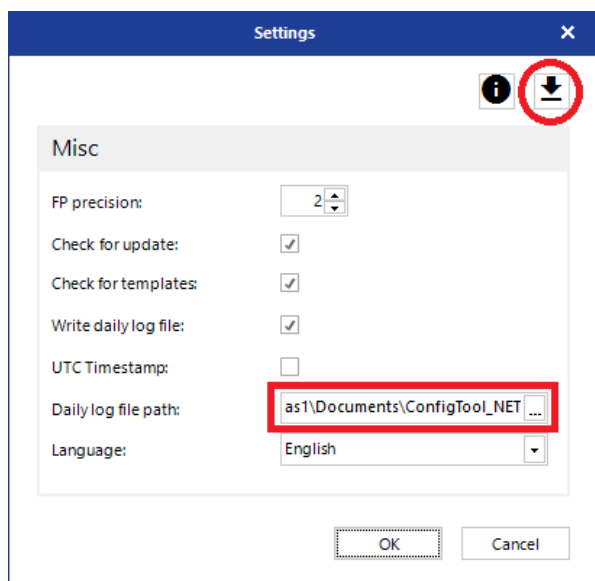 Settings
Misc
FP precision: 2
Check for update:
Check for templates:
Write daily log file:
UTC Timestamp:
Daily log file path: as1\Documents\ConfigTool_NET ...
Language: English
OK Cancel